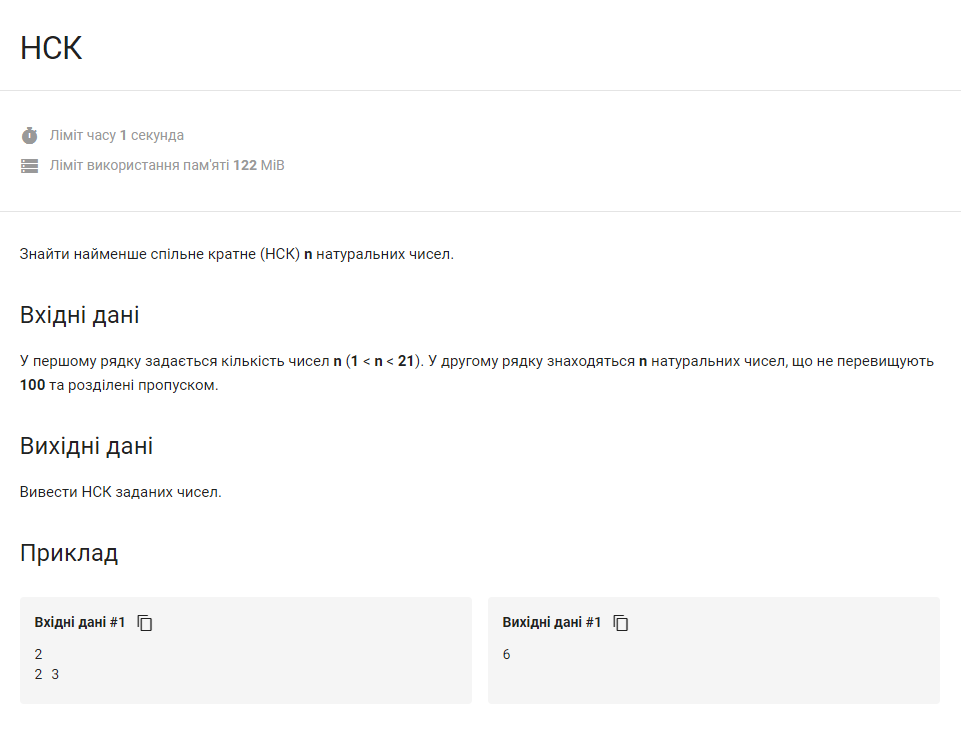 НСК
Ліміт часу 1 секунда
Ліміт використання пам'яті 122 MiB
Знайти найменше спільне кратне (НСК) n натуральних чисел.
Вхідні дані
У першому рядку задається кількість чисел n (1 < n < 21). У другому рядку знаходяться n натуральних чисел, що не перевищують
100 та розділені пропуском.
Вихідні дані
Вивести НСК заданих чисел.
Приклад
Вхідні дані #1
2
2 3
Вихідні дані #1
6